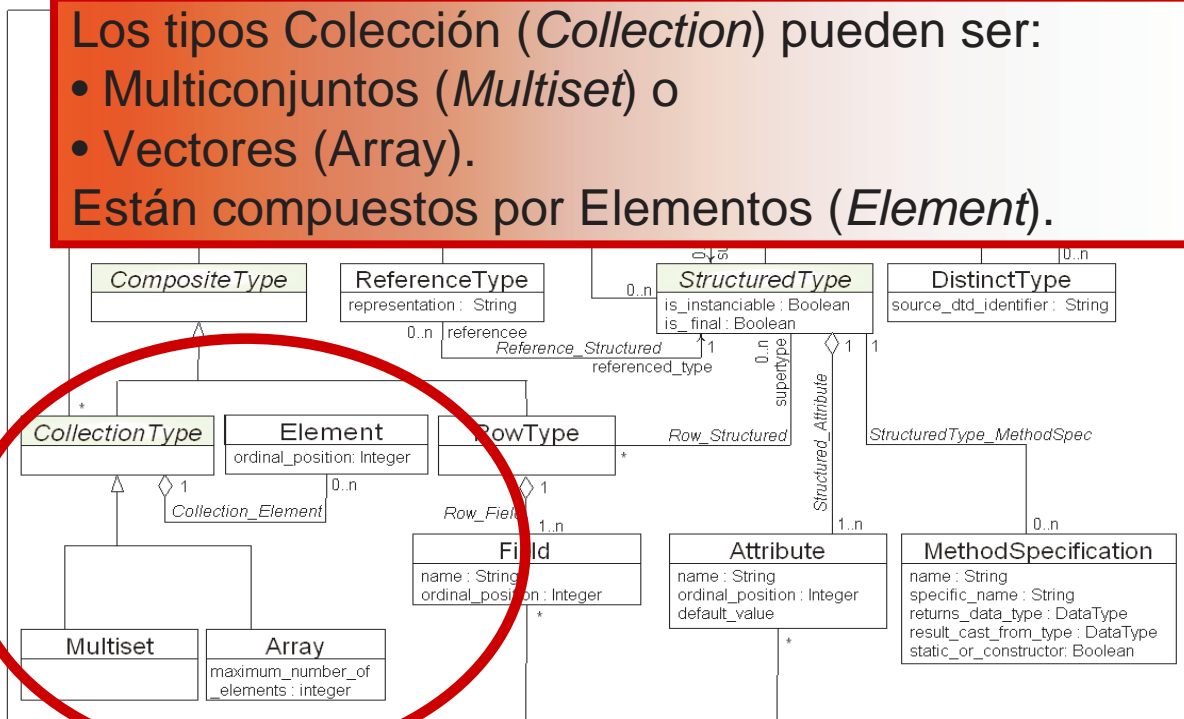 Los tipos Colección (Collection) pueden ser:
• Multiconjuntos (Multiset) o
• Vectores (Array).
Están compuestos por Elementos (Element).
0..n
CompositeType
ReferenceType
representation : String
0..n
StructuredType
is_instanciable : Boolean
is_final : Boolean
DistinctType
source_dtd_identifier : String
0..n
referencee
Reference_Structured
1
referenced_type
0..n
supertype
1
1
Structured_Attribute
*
CollectionType
Element
ordinal_position: Integer
RowType
*
Row_Structured
StructuredType_MethodSpec
1
0..n
Collection_Element
1
Row_Field
1..n
1..n
0..n
Field
name : String
ordinal_position : Integer
*
Attribute
name : String
ordinal_position : Integer
default_value
*
MethodSpecification
name : String
specific_name : String
returns_data_type : DataType
result_cast_from_type : DataType
static_or_constructor: Boolean
Multiset
Array
maximum_number_of
_elements : integer